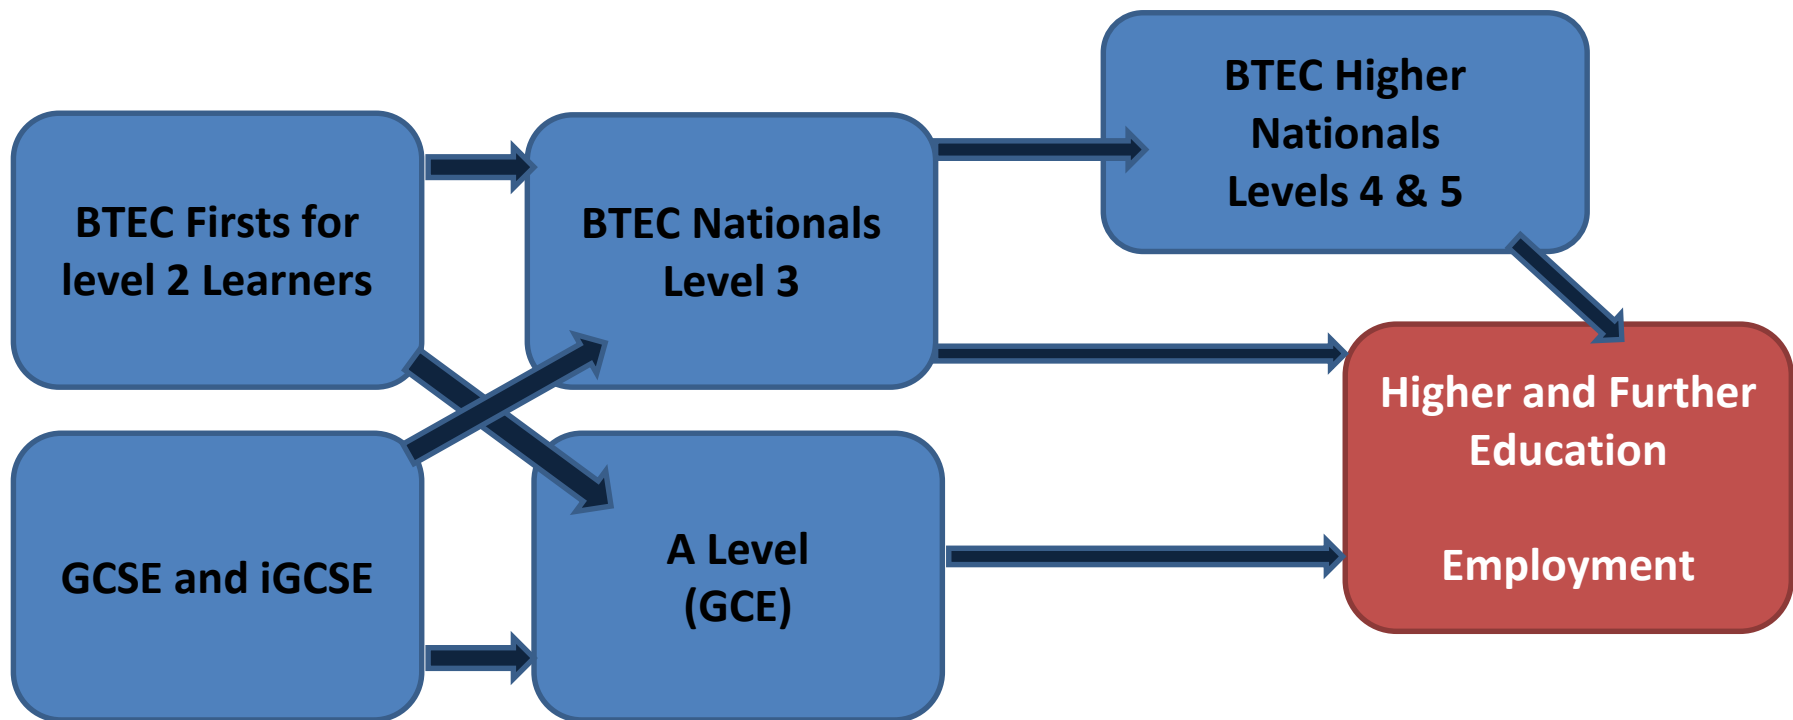 BTEC Firsts for
level 2 Learners
BTEC Nationals
Level 3
BTEC Higher
Nationals
Levels 4 & 5
GCSE and iGCSE
A Level
(GCE)
Higher and Further
Education
Employment